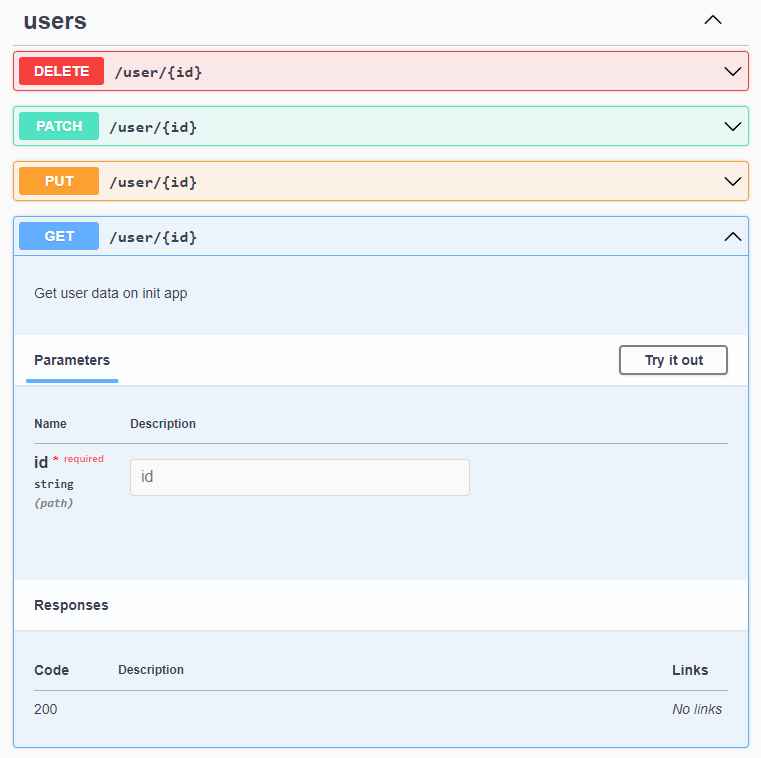 users
DELETE /user/{id}
PATCH /user/{id}
PUT /user/{id}
GET /user/{id}
Get user data on init app
Parameters Try it out
Name Description
id * required
string
(path)
id
Responses
Code Description Links
200 No links